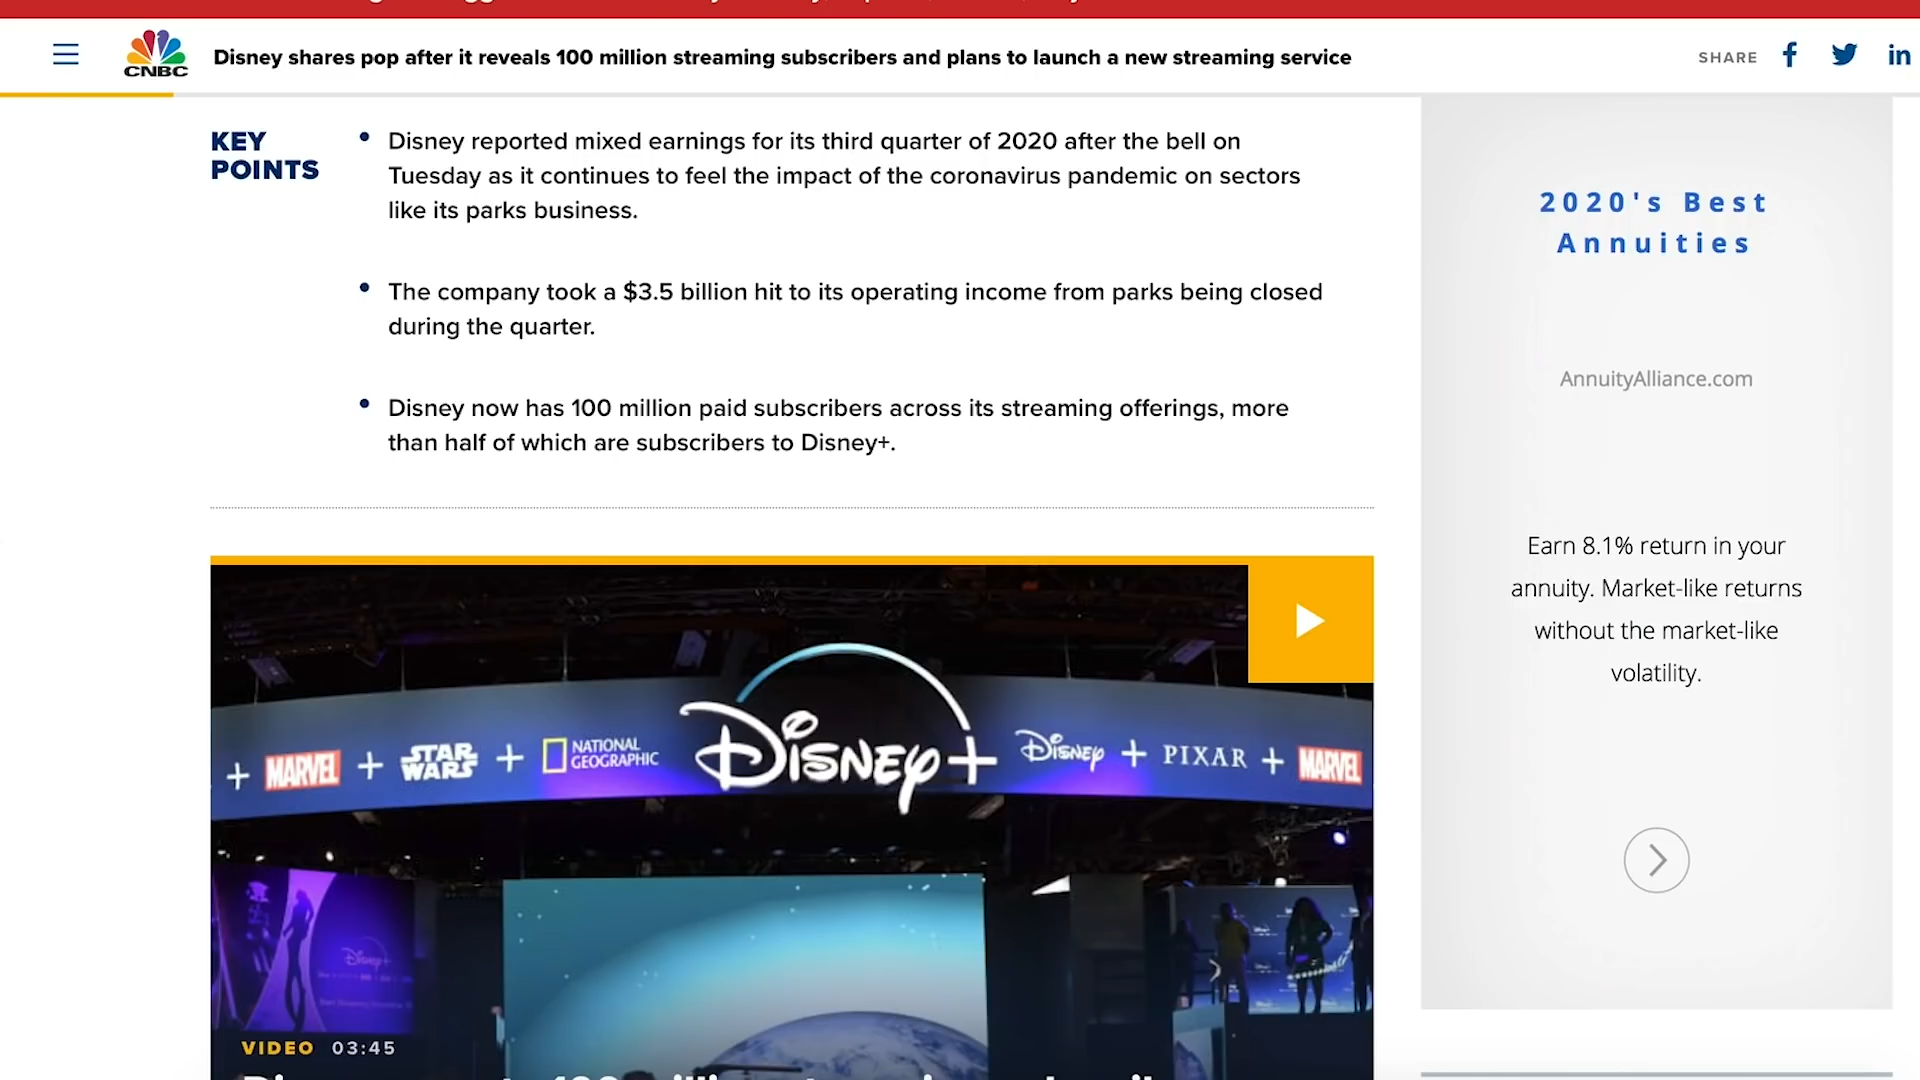 CNBC
Disney shares pop after it reveals 100 million streaming subscribers and plans to launch a new streaming service
SHARE
KEY
POINTS
Disney reported mixed earnings for its third quarter of 2020 after the bell on
Tuesday as it continues to feel the impact of the coronavirus pandemic on sectors
like its parks business.
The company took a $3.5 billion hit to its operating income from parks being closed
during the quarter.
Disney now has 100 million paid subscribers across its streaming offerings, more
than half of which are subscribers to Disney+.
+ MARVEL + STAR WARS + NATIONAL GEOGRAPHIC Disney+ Disney + PIXAR + MARVEL
Disney+
VIDEO 03:45
2020's Best
Annuities
AnnuityAlliance.com
Earn 8.1% return in your
annuity. Market-like returns
without the market-like
volatility.